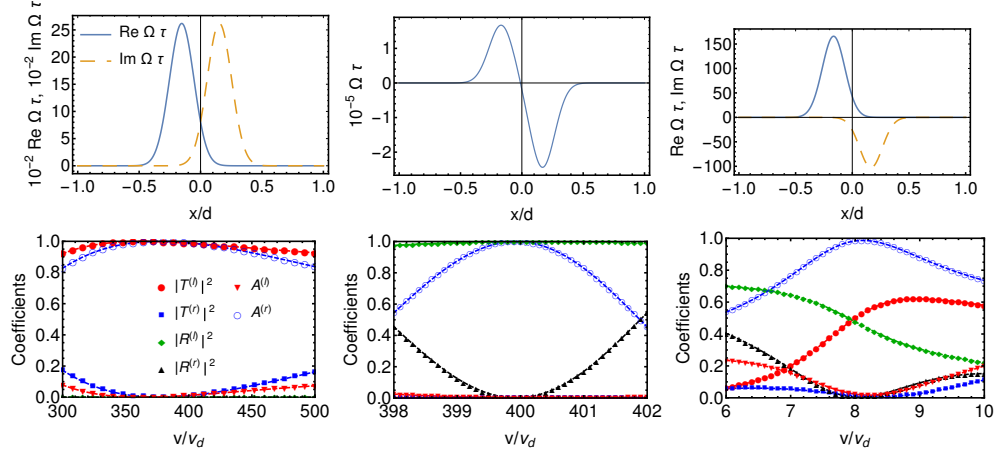 10⁻² Re Ω τ, 10⁻² Im Ω τ
25
20
15
10
5
0
Re Ω τ
Im Ω τ
-1.0 -0.5 0.0 0.5 1.0
x/d
10⁻⁵ Ω τ
1
0
-1
-2
-1.0 -0.5 0.0 0.5 1.0
x/d
Re Ω τ, Im Ω τ
150
100
50
0
-50
-100
-1.0 -0.5 0.0 0.5 1.0
x/d
Coefficients
1.0
0.8
0.6
0.4
0.2
0.0
|T^(l)|² A^(l)
|T^(r)|² A^(r)
|R^(l)|²
|R^(r)|²
300 350 400 450 500
v/v_d
Coefficients
1.0
0.8
0.6
0.4
0.2
0.0
398 399 400 401 402
v/v_d
Coefficients
1.0
0.8
0.6
0.4
0.2
0.0
6 7 8 9 10
v/v_d